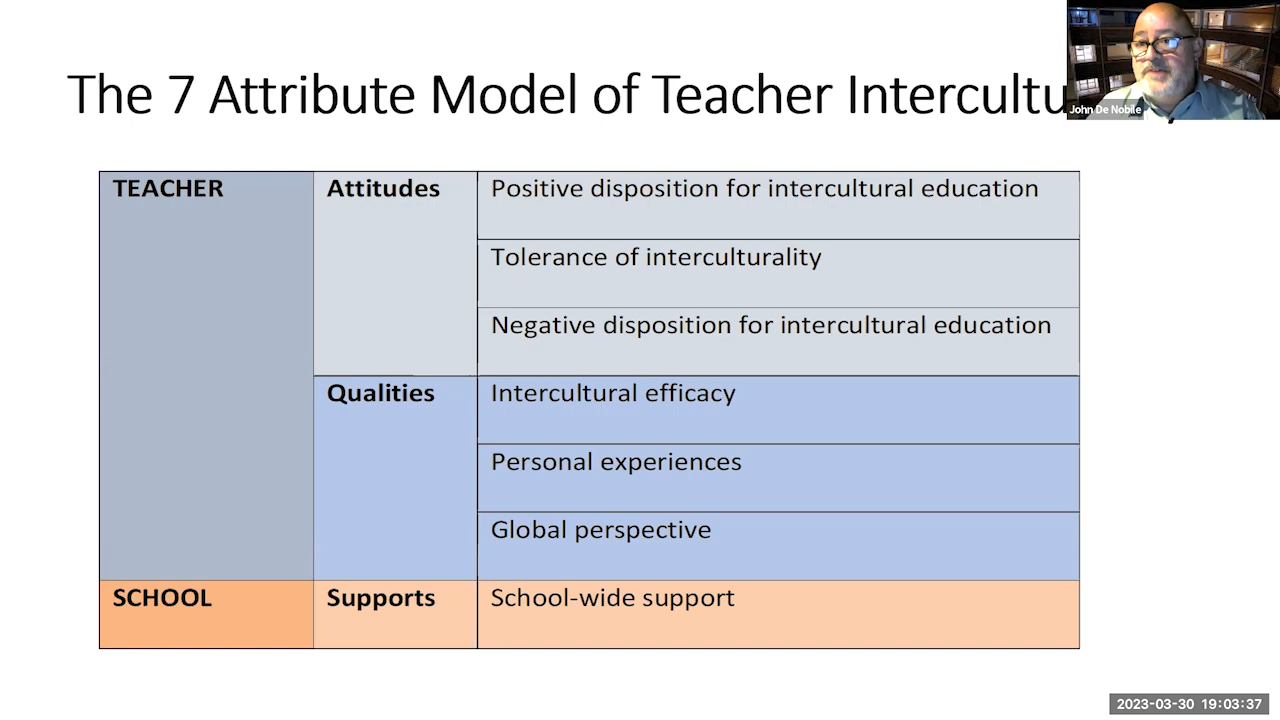 The 7 Attribute Model of Teacher Intercultu
John De Nobile
TEACHER
Attitudes
Positive disposition for intercultural education
Tolerance of interculturality
Negative disposition for intercultural education
Qualities
Intercultural efficacy
Personal experiences
Global perspective
SCHOOL
Supports
School-wide support
2023-03-30 19:03:37